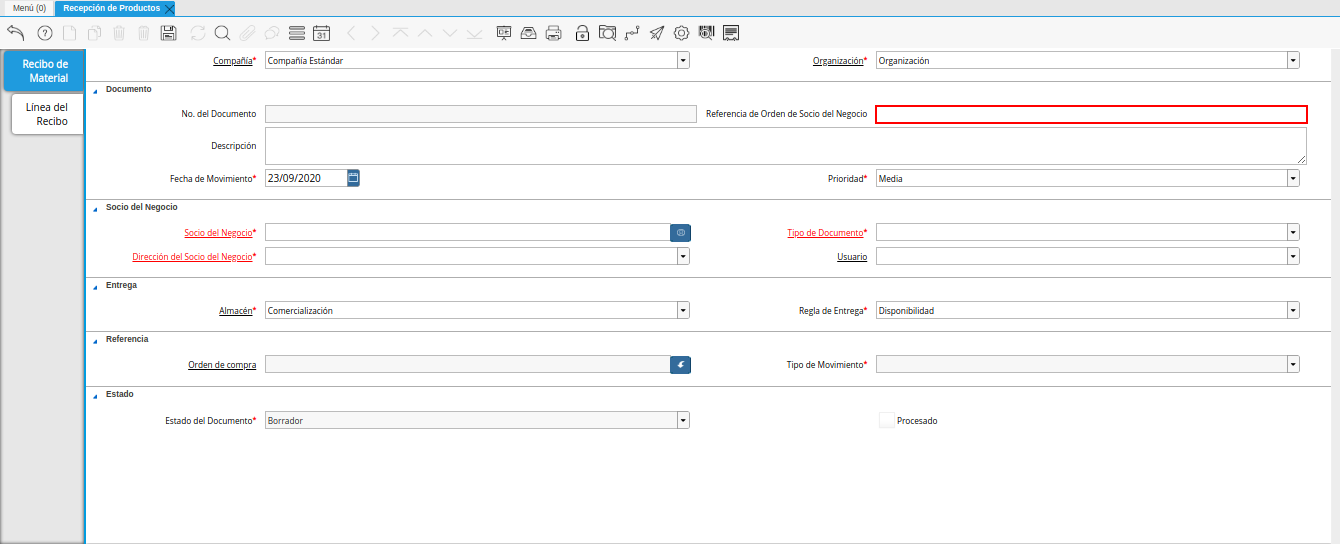 Menú (0) Recepción de Productos
31
Recibo de
Material
Línea del
Recibo
Compañía* Compañía Estándar Organización* Organización
Documento
No. del Documento Referencia de Orden de Socio del Negocio
Descripción
Fecha de Movimiento* 23/09/2020 Prioridad* Media
Socio del Negocio
Socio del Negocio* Tipo de Documento*
Dirección del Socio del Negocio* Usuario
Entrega
Almacén* Comercialización Regla de Entrega* Disponibilidad
Referencia
Orden de compra Tipo de Movimiento*
Estado
Estado del Documento* Borrador Procesado